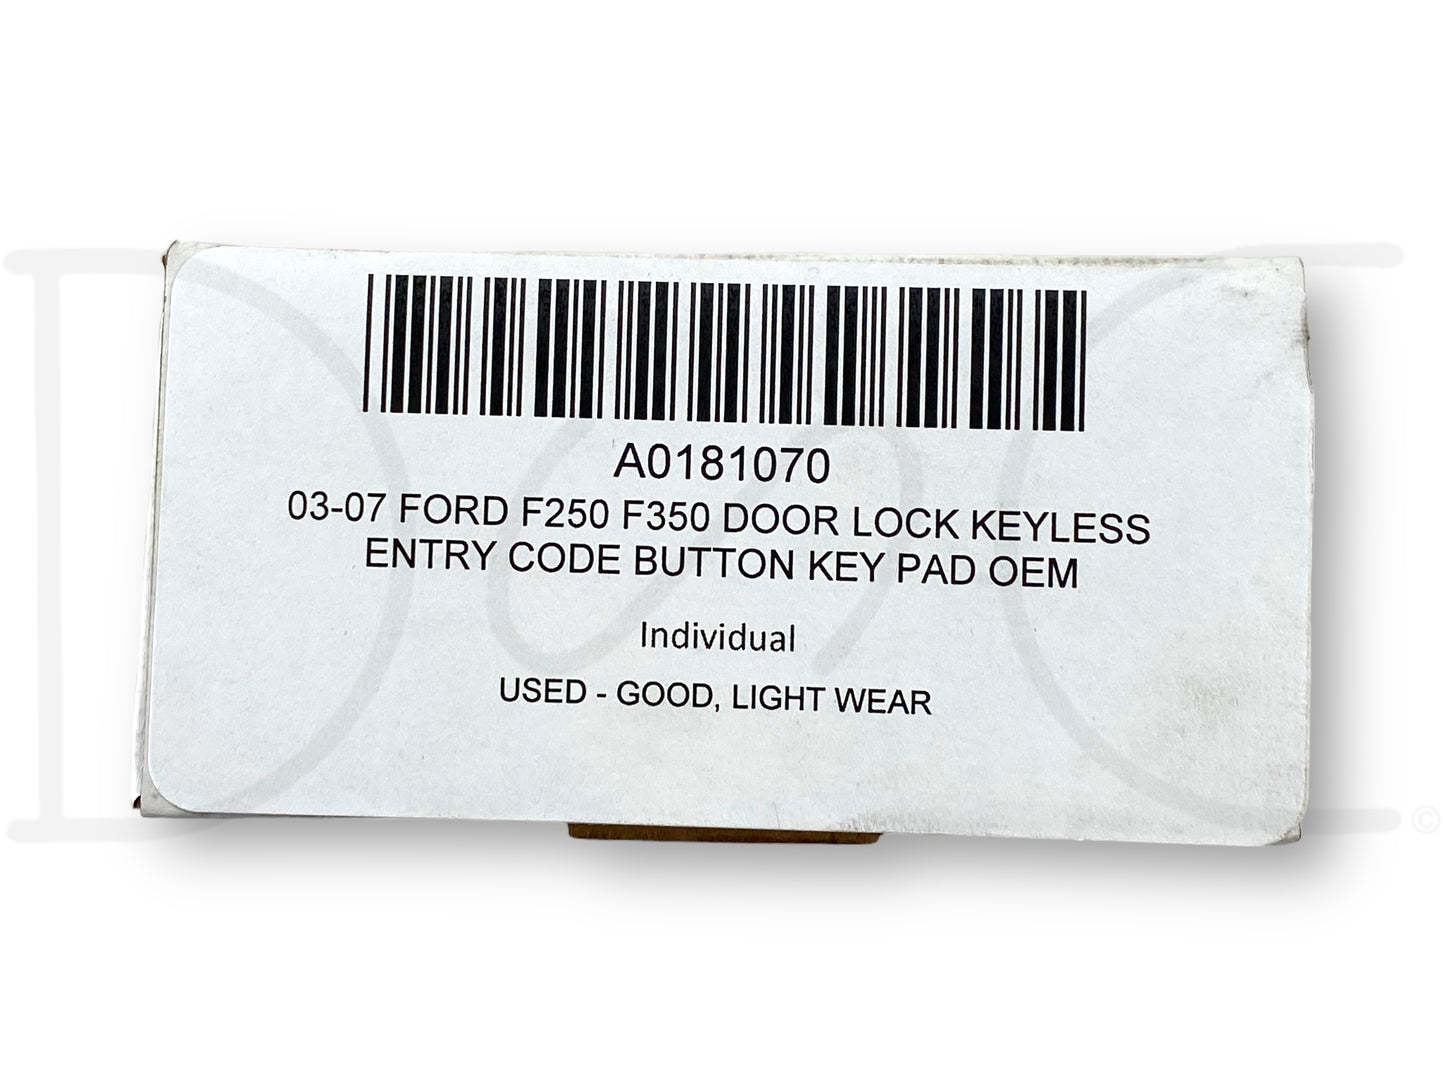 A0181070
03-07 FORD F250 F350 DOOR LOCK KEYLESS
ENTRY CODE BUTTON KEY PAD OEM
Individual
USED - GOOD, LIGHT WEAR
©